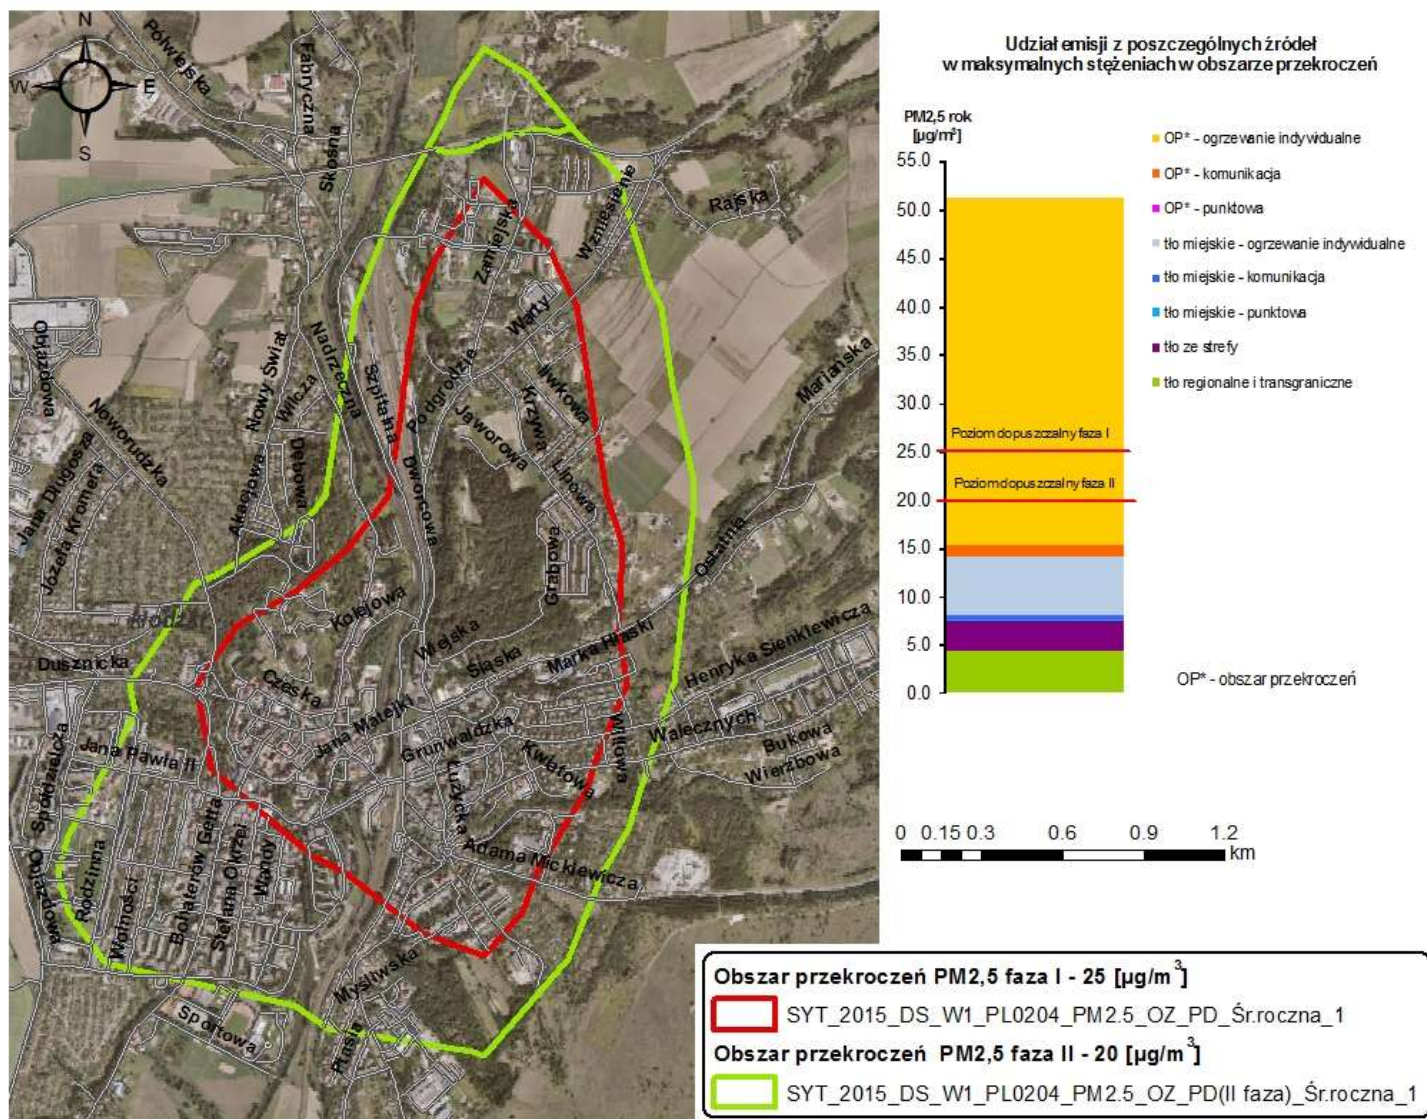 N
W
E
S
Półwiejska
Fabryczna
Skośna
Zamiejska
Wzniesienie
Rajska
Objazdowa
Nowy Świat
Wilcza
Nadrzeczna
Szpitalna
Warty
Podgrodzie
Iwkowa
Krzywa
Jaworowa
Lipowa
Mariańska
Noworudzka
Jana Długosza
Józefa Kromera
Akacjowa
Dębowa
Dworcowa
Grabowa
Ostatnia
Kłodzko
Kolejowa
Wiejska
Śląska
Marka Hłaski
Henryka Sienkiewicza
Dusznicka
Czeska
Jana Matejki
Grunwaldzka
Willowa
Walecznych
Bukowa
Wierzbowa
Kwiatowa
Łużycka
Jana Pawła II
Spółdzielcza
Objazdowa
Rodzinna
Wolności
Bohaterów Getta
Stefana Okrzei
Wandy
Adama Mickiewicza
Myśliwska
Sportowa
Ptasia
Udział emisji z poszczególnych źródeł
w maksymalnych stężeniach w obszarze przekroczeń
PM2,5 rok
[µg/m³]
55.0
50.0
45.0
40.0
35.0
30.0
25.0
20.0
15.0
10.0
5.0
0.0
Poziom dopuszczalny faza I
Poziom dopuszczalny faza II
OP* - ogrzewanie indywidualne
OP* - komunikacja
OP* - punktowa
tło miejskie - ogrzewanie indywidualne
tło miejskie - komunikacja
tło miejskie - punktowa
tło ze strefy
tło regionalne i transgraniczne
OP* - obszar przekroczeń
0 0.15 0.3 0.6 0.9 1.2
km
Obszar przekroczeń PM2,5 faza I - 25 [µg/m³]
SYT_2015_DS_W1_PL0204_PM2.5_OZ_PD_Śr.roczna_1
Obszar przekroczeń PM2,5 faza II - 20 [µg/m³]
SYT_2015_DS_W1_PL0204_PM2.5_OZ_PD(II faza)_Śr.roczna_1